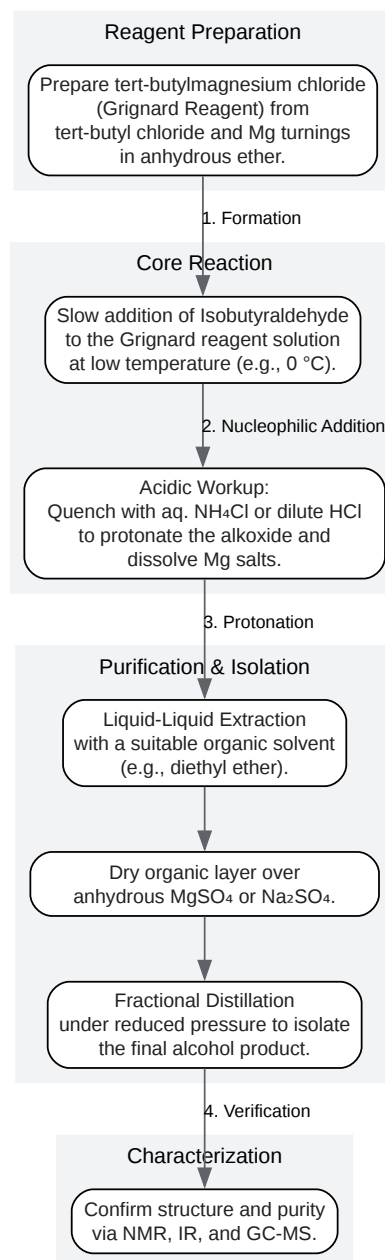 Reagent Preparation
Prepare tert-butylmagnesium chloride
(Grignard Reagent) from
tert-butyl chloride and Mg turnings
in anhydrous ether.
1. Formation
Core Reaction
Slow addition of Isobutyraldehyde
to the Grignard reagent solution
at low temperature (e.g., 0 °C).
2. Nucleophilic Addition
Acidic Workup:
Quench with aq. NH₄Cl or dilute HCl
to protonate the alkoxide and
dissolve Mg salts.
3. Protonation
Purification & Isolation
Liquid-Liquid Extraction
with a suitable organic solvent
(e.g., diethyl ether).
Dry organic layer over
anhydrous MgSO₄ or Na₂SO₄.
Fractional Distillation
under reduced pressure to isolate
the final alcohol product.
4. Verification
Characterization
Confirm structure and purity
via NMR, IR, and GC-MS.